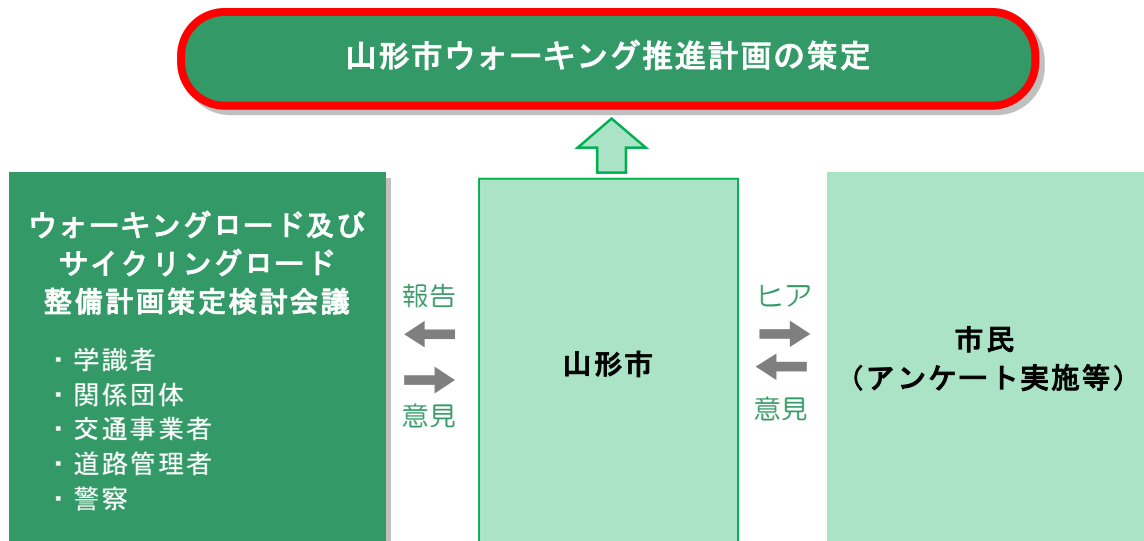 山形市ウォーキング推進計画の策定
ウォーキングロード及び
サイクリングロード
整備計画策定検討会議
・学識者
・関係団体
・交通事業者
・道路管理者
・警察
報告
意見
山形市
ヒア
意見
市民
（アンケート実施等）